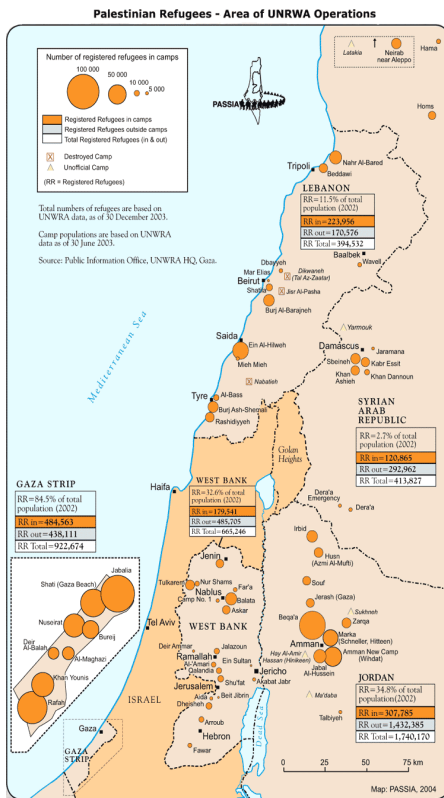 Palestinian Refugees - Area of UNRWA Operations
Number of registered refugees in camps
100 000
50 000
10 000
5 000
Registered Refugees in camps
Registered Refugees outside camps
Total Registered Refugees (in & out)
Destroyed Camp
Unofficial Camp
(RR = Registered Refugees)
Total numbers of refugees are based on
UNWRA data, as of 30 December 2003.
Camp populations are based on UNWRA
data as of 30 June 2003.
Source: Public Information Office, UNWRA HQ, Gaza.
PASSIA
Latakia
Neirab
near Aleppo
Hama
Homs
Nahr Al-Bared
Tripoli
Beddawi
LEBANON
RR=11.5% of total
population (2002)
RR in=223,956
RR out=170,576
RR Total=394,532
Baalbek
Wavell
Dbayyeh
Dikwaneh
(Tal Az-Zaatar)
Mar Elias
Beirut
Shatila
Jisr Al-Pasha
Burj Al-Barajneh
Mediterranean Sea
Yarmouk
Saida
Ein Al-Hilweh
Mieh Mieh
Damascus
Jaramana
Sbeineh
Kabr Essit
Khan
Ashieh
Khan Dannoun
Nabatieh
Tyre
Al-Bass
Burj Ash-Shemali
Rashidiyyeh
SYRIAN
ARAB
REPUBLIC
RR=2.7% of total
population (2002)
RR in=120,865
RR out=292,962
RR Total=413,827
Golan
Heights
GAZA STRIP
RR=84.5% of total
population (2002)
RR in=484,563
RR out=438,111
RR Total=922,674
Haifa
WEST BANK
RR=32.6% of total
population (2002)
RR in=179,541
RR out=485,705
RR Total=665,246
Dera'a
Emergency
Dera'a
Irbid
Husn
(Azmi Al-Mufti)
Jenin
Jabalia
Shati (Gaza Beach)
Tulkarem
Nur Shams
Far'a
Nablus
Camp No. 1
Balata
Askar
Souf
Jerash (Gaza)
Sukhneh
Zarqa
Beqa'a
Nuseirat
Bureij
Deir
Al-Balah
Al-Maghazi
Khan Younis
Rafah
Tel Aviv
WEST BANK
Marka
(Schneller, Hitteen)
Amman
Amman New Camp
(Wihdat)
Jabal
Al-Hussein
Hay Al-Amir
Hassan (Hinikeen)
Deir Ammar
Jalazoun
Ramallah
Al-'Amari
Ein Sultan
Qalandia
Jericho
Aqabat Jabr
Shu'fat
Jerusalem
Aida
Beit Jibrin
Dheisheh
ISRAEL
Ma'daba
JORDAN
RR=34.8% of total
population(2002)
RR in=307,785
RR out=1,432,385
RR Total=1,740,170
Talbiyeh
Arroub
Hebron
Fawar
Dead Sea
Gaza
GAZA
STRIP
0 25 50 75 km
Map: PASSIA, 2004